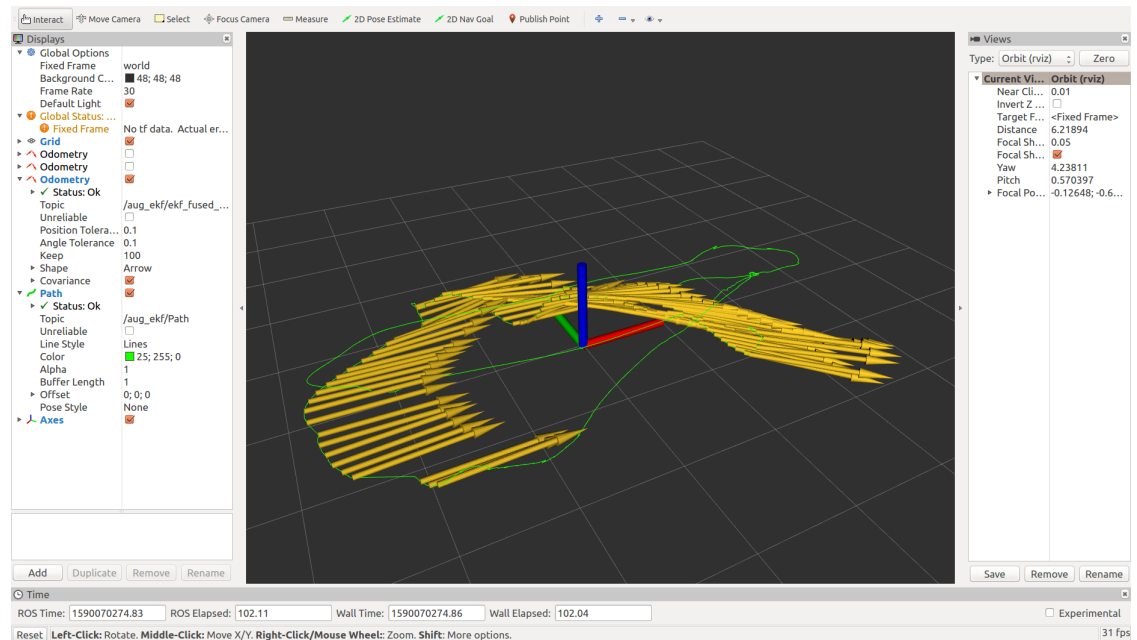 Interact Move Camera Select Focus Camera Measure 2D Pose Estimate 2D Nav Goal Publish Point
Displays
Global Options
Fixed Frame world
Background C... 48; 48; 48
Frame Rate 30
Default Light
Global Status: ...
Fixed Frame No tf data. Actual er...
Grid
Odometry
Odometry
Odometry
Status: Ok
Topic /aug_ekf/ekf_fused_...
Unreliable
Position Tolera... 0.1
Angle Tolerance 0.1
Keep 100
Shape Arrow
Covariance
Path
Status: Ok
Topic /aug_ekf/Path
Unreliable
Line Style Lines
Color 25; 255; 0
Alpha 1
Buffer Length 1
Offset 0; 0; 0
Pose Style None
Axes
Add Duplicate Remove Rename
Views
Type: Orbit (rviz) Zero
Current Vi... Orbit (rviz)
Near Cli... 0.01
Invert Z ...
Target F... <Fixed Frame>
Distance 6.21894
Focal Sh... 0.05
Focal Sh...
Yaw 4.23811
Pitch 0.570397
Focal Po... -0.12648; -0.6...
Save Remove Rename
Time
ROS Time: 1590070274.83 ROS Elapsed: 102.11 Wall Time: 1590070274.86 Wall Elapsed: 102.04 Experimental
Reset Left-Click: Rotate. Middle-Click: Move X/Y. Right-Click/Mouse Wheel:: Zoom. Shift: More options. 31 fps